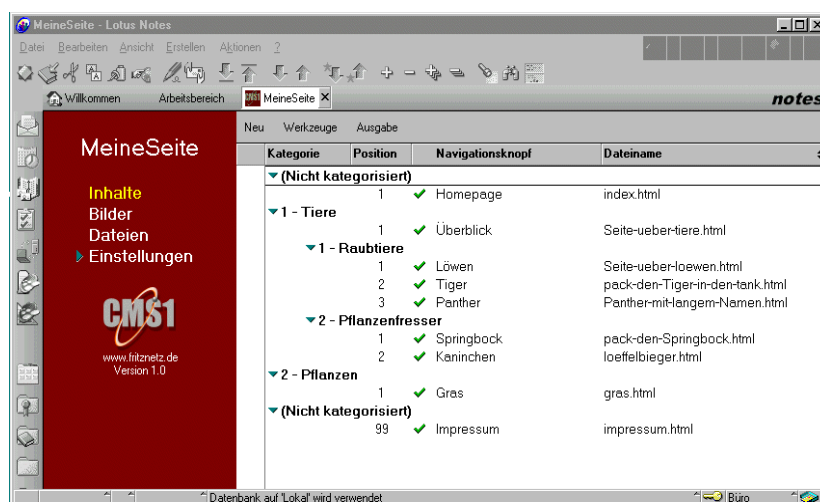 MeineSeite - Lotus Notes
Datei Bearbeiten Ansicht Erstellen Aktionen ?
Willkommen Arbeitsbereich CMS1 MeineSeite notes
Neu Werkzeuge Ausgabe
MeineSeite
Inhalte
Bilder
Dateien
Einstellungen
CMS1
www.fritznetz.de
Version 1.0
Kategorie Position Navigationsknopf Dateiname
(Nicht kategorisiert)
1 Homepage index.html
1 - Tiere
1 Überblick Seite-ueber-tiere.html
1 - Raubtiere
1 Löwen Seite-ueber-loewen.html
2 Tiger pack-den-Tiger-in-den-tank.html
3 Panther Panther-mit-langem-Namen.html
2 - Pflanzenfresser
1 Springbock pack-den-Springbock.html
2 Kaninchen loeffelbieger.html
2 - Pflanzen
1 Gras gras.html
(Nicht kategorisiert)
99 Impressum impressum.html
Datenbank auf 'Lokal' wird verwendet Büro